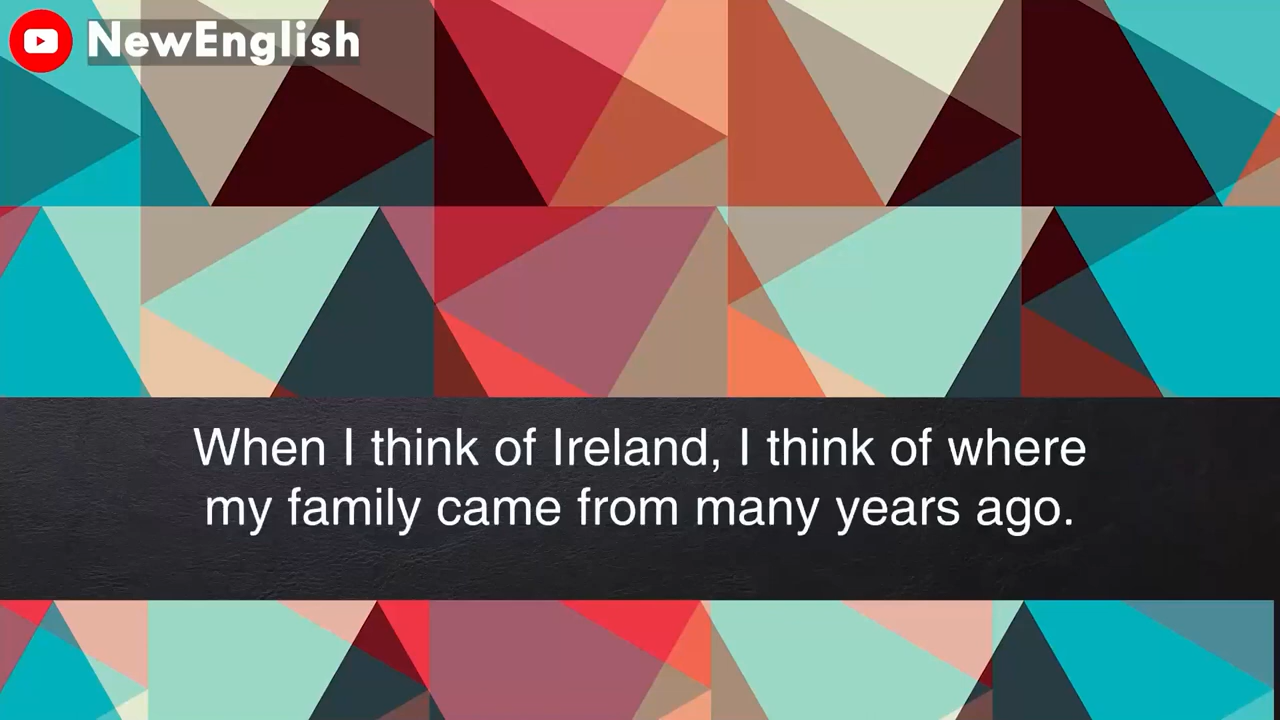 NewEnglish
When I think of Ireland, I think of where
my family came from many years ago.